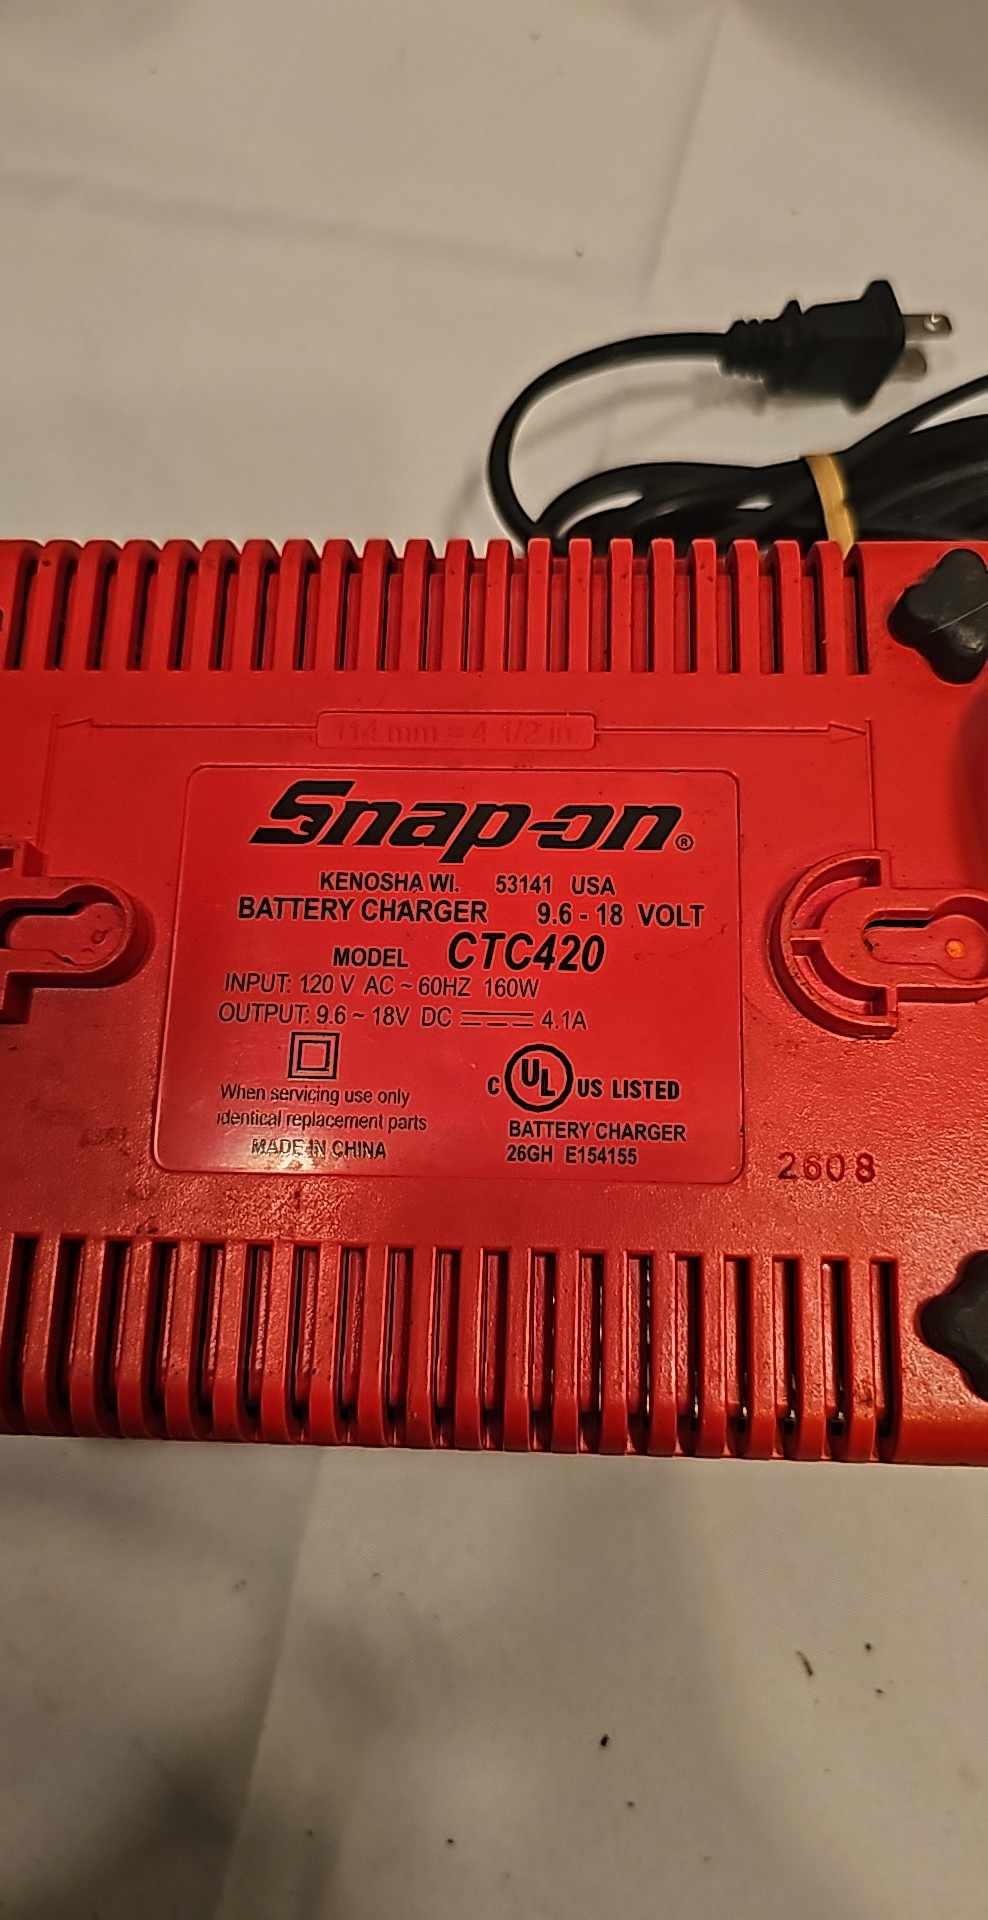 114 mm = 4 1/2 in
Snap-on®
KENOSHA WI. 53141 USA
BATTERY CHARGER 9.6 - 18 VOLT
MODEL CTC420
INPUT: 120 V AC ~ 60HZ 160W
OUTPUT: 9.6 ~ 18V DC 4.1A
When servicing use only
identical replacement parts
MADE IN CHINA
C UL US LISTED
BATTERY CHARGER
26GH E154155
2608